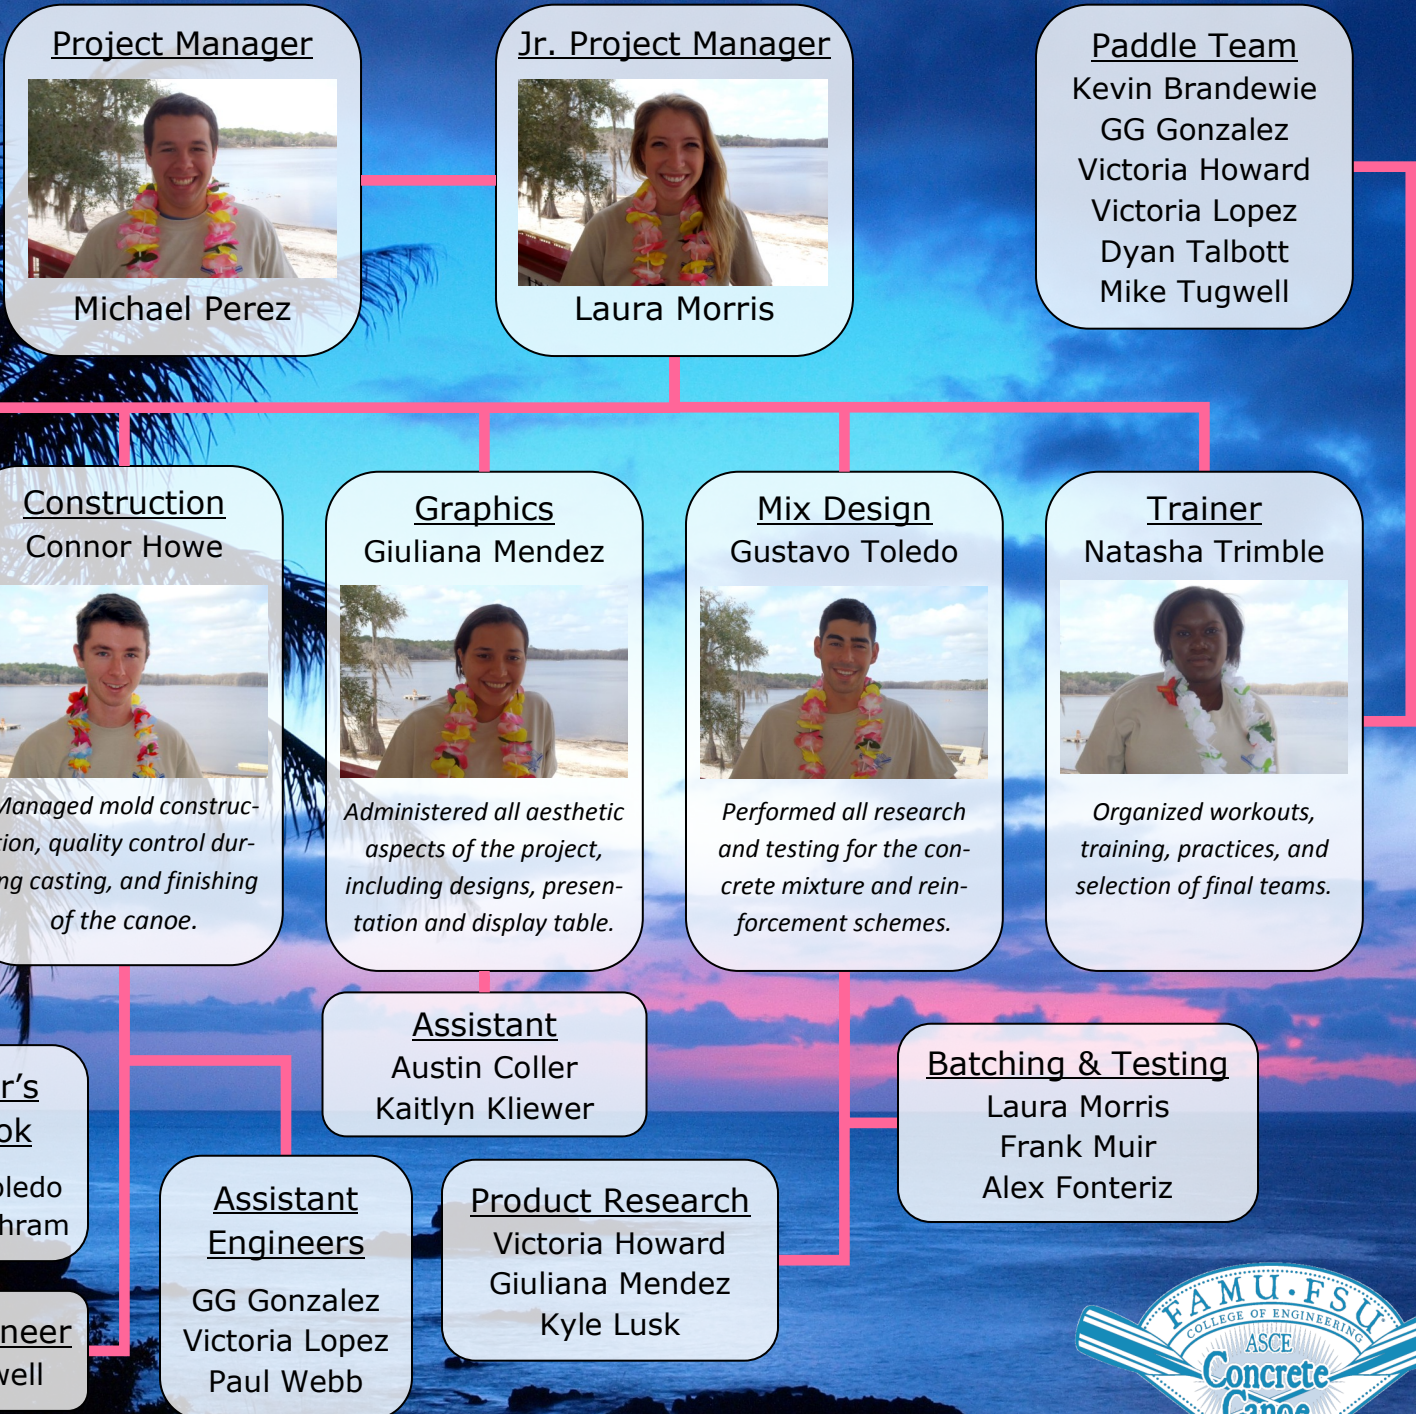 Project Manager
Michael Perez
Jr. Project Manager
Laura Morris
Paddle Team
Kevin Brandewie
GG Gonzalez
Victoria Howard
Victoria Lopez
Dyan Talbott
Mike Tugwell
Construction
Connor Howe
Managed mold construc-
tion, quality control dur-
ng casting, and finishing
of the canoe.
Graphics
Giuliana Mendez
Administered all aesthetic
aspects of the project,
including designs, presen-
tation and display table.
Mix Design
Gustavo Toledo
Performed all research
and testing for the con-
crete mixture and rein-
forcement schemes.
Trainer
Natasha Trimble
Organized workouts,
training, practices, and
selection of final teams.
r's
ok
oledo
hram
neer
well
Assistant
Engineers
GG Gonzalez
Victoria Lopez
Paul Webb
Assistant
Austin Coller
Kaitlyn Kliewer
Product Research
Victoria Howard
Giuliana Mendez
Kyle Lusk
Batching & Testing
Laura Morris
Frank Muir
Alex Fonteriz
FAMU·FSU
COLLEGE OF ENGINEERING
ASCE
Concrete
Canoe